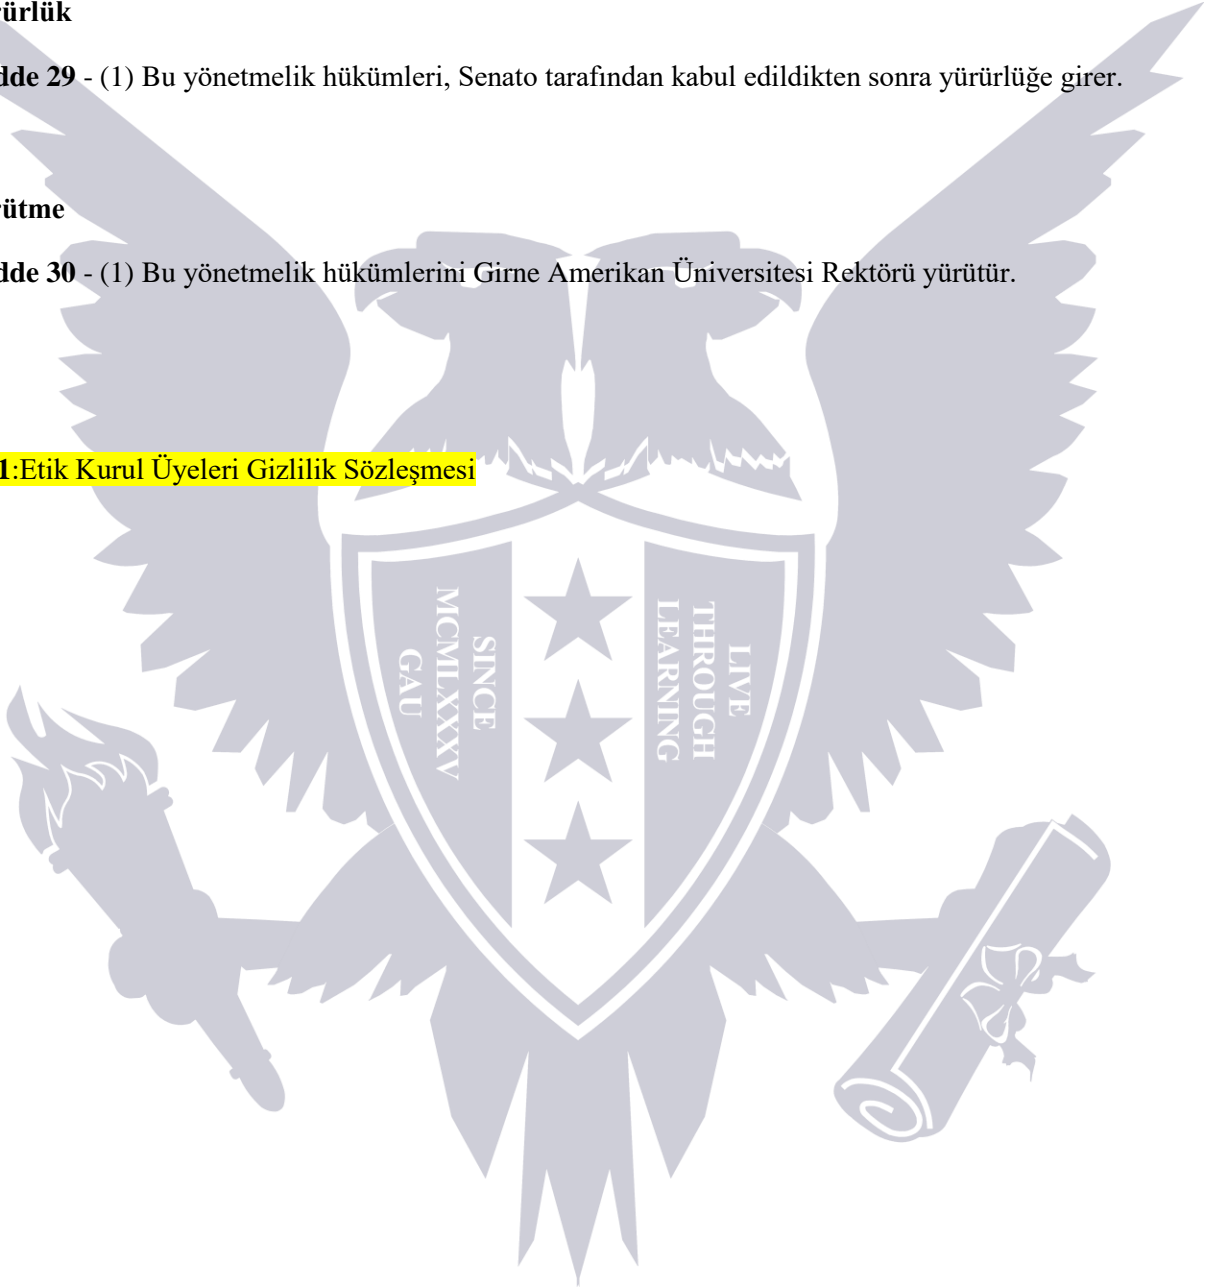 ürlük
dde 29 - (1) Bu yönetmelik hükümleri, Senato tarafından kabul edildikten sonra yürürlüğe girer.
rütme
dde 30 - (1) Bu yönetmelik hükümlerini Girne Amerikan Üniversitesi Rektörü yürütür.
1:Etik Kurul Üyeleri Gizlilik Sözleşmesi
SINCE
MCMLXXXV
GAU
LIVE
THROUGH
LEARNING